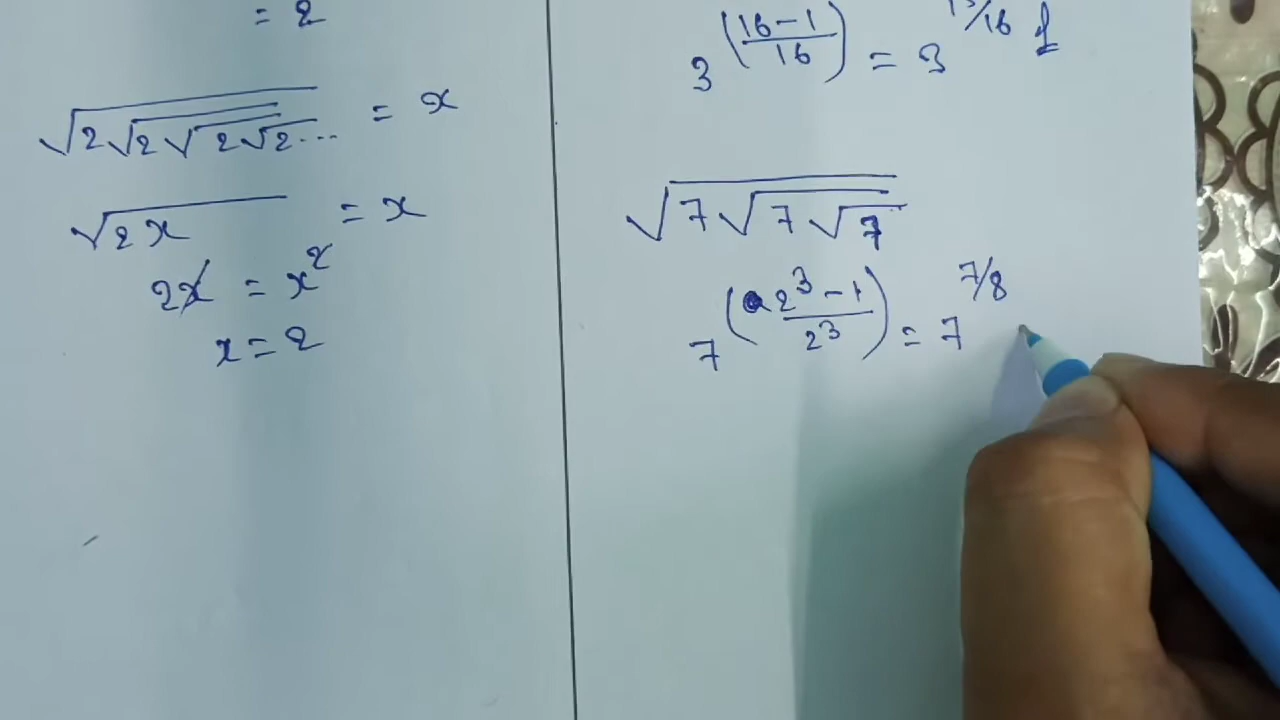 = 2
√2√2√2√2... = x
√2x = x
2x = x²
x = 2
3^((16-1)/16) = 3^(15/16)
√7√7√7
7^((2³-1)/2³) = 7^(7/8)